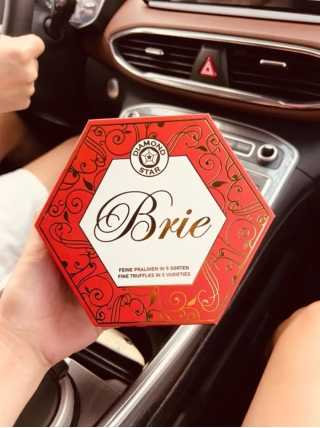 DIAMOND
STAR
Brie
FEINE PRALINEN IN 5 SORTEN
FINE TRUFFLES IN 5 VARIETIES